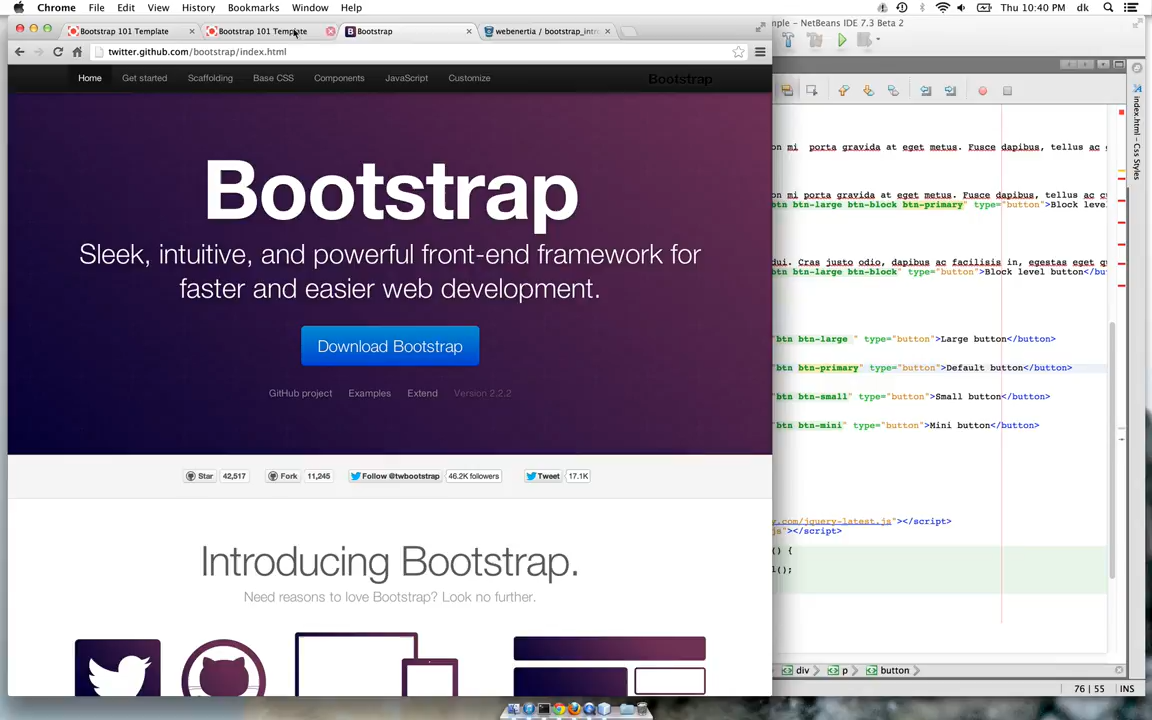 Chrome File Edit View History Bookmarks Window Help
Thu 10:40 PM dk
Bootstrap 101 Template
Bootstrap 101 Template
Bootstrap
webenertia / bootstrap_intr
mple - NetBeans IDE 7.3 Beta 2
twitter.github.com/bootstrap/index.html
Home Get started Scaffolding Base CSS Components JavaScript Customize
Bootstrap
Bootstrap
Sleek, intuitive, and powerful front-end framework for
faster and easier web development.
Download Bootstrap
GitHub project Examples Extend Version 2.2.2
Star 42,517 Fork 11,245 Follow @twbootstrap 46.2K followers Tweet 17.1K
Introducing Bootstrap.
Need reasons to love Bootstrap? Look no further.
index.html - Css Styles
on mi porta gravida at eget metus. Fusce dapibus, tellus ac
on mi porta gravida at eget metus. Fusce dapibus, tellus ac
btn btn-large btn-block btn-primary" type="button">Block leve
dui. Cras justo odio, dapibus ac facilisis in, egestas eget
btn btn-large btn-block" type="button">Block level button</bu
"btn btn-large " type="button">Large button</button>
"btn btn-primary" type="button">Default button</button>
"btn btn-small" type="button">Small button</button>
"btn btn-mini" type="button">Mini button</button>
y.com/jquery-latest.js"></script>
js"></script>
() {
l();
div p button
76 | 55 INS